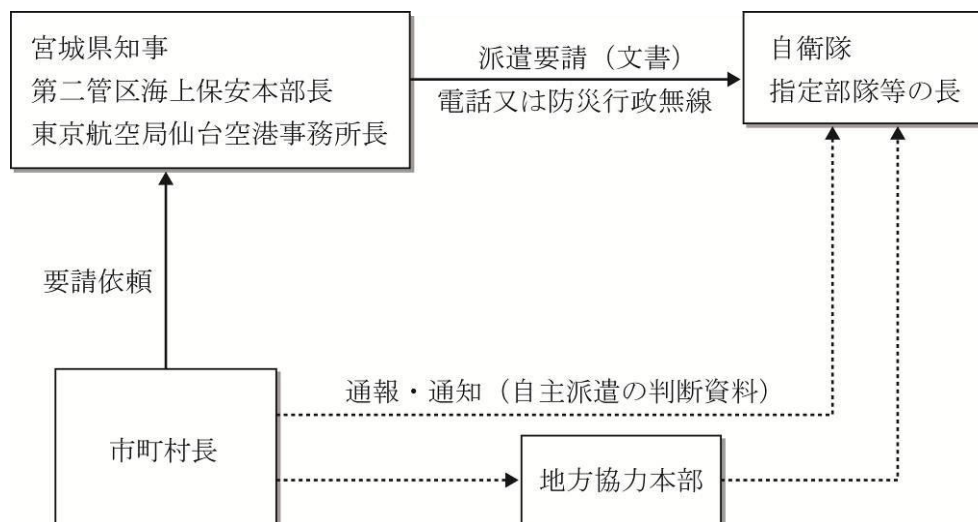 宮城県知事
第二管区海上保安本部長
東京航空局仙台空港事務所長
派遣要請（文書）
電話又は防災行政無線
自衛隊
指定部隊等の長
要請依頼
通報・通知（自主派遣の判断資料）
市町村長
地方協力本部